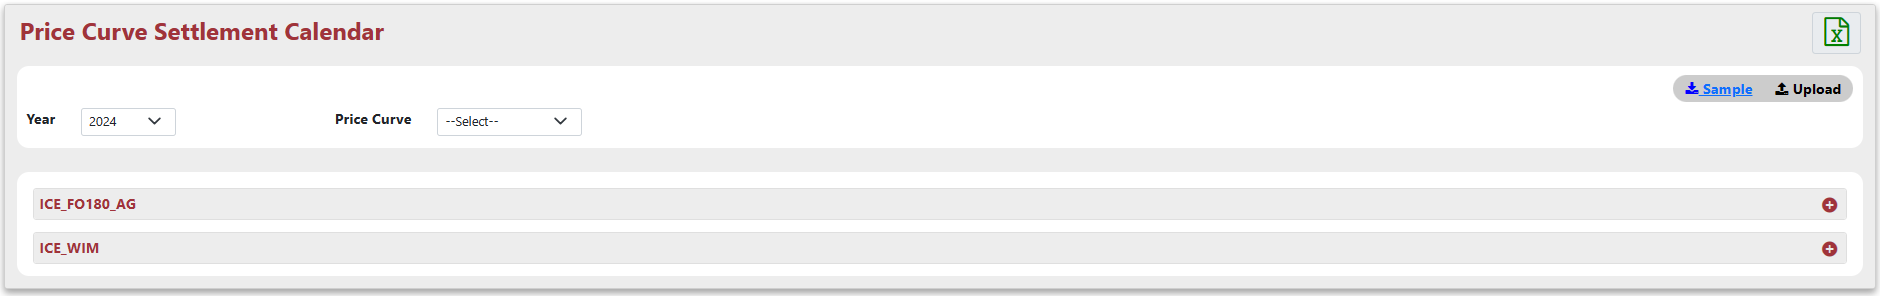 Price Curve Settlement Calendar
Sample Upload
Year 2024 Price Curve --Select--
ICE_FO180_AG
ICE_WIM